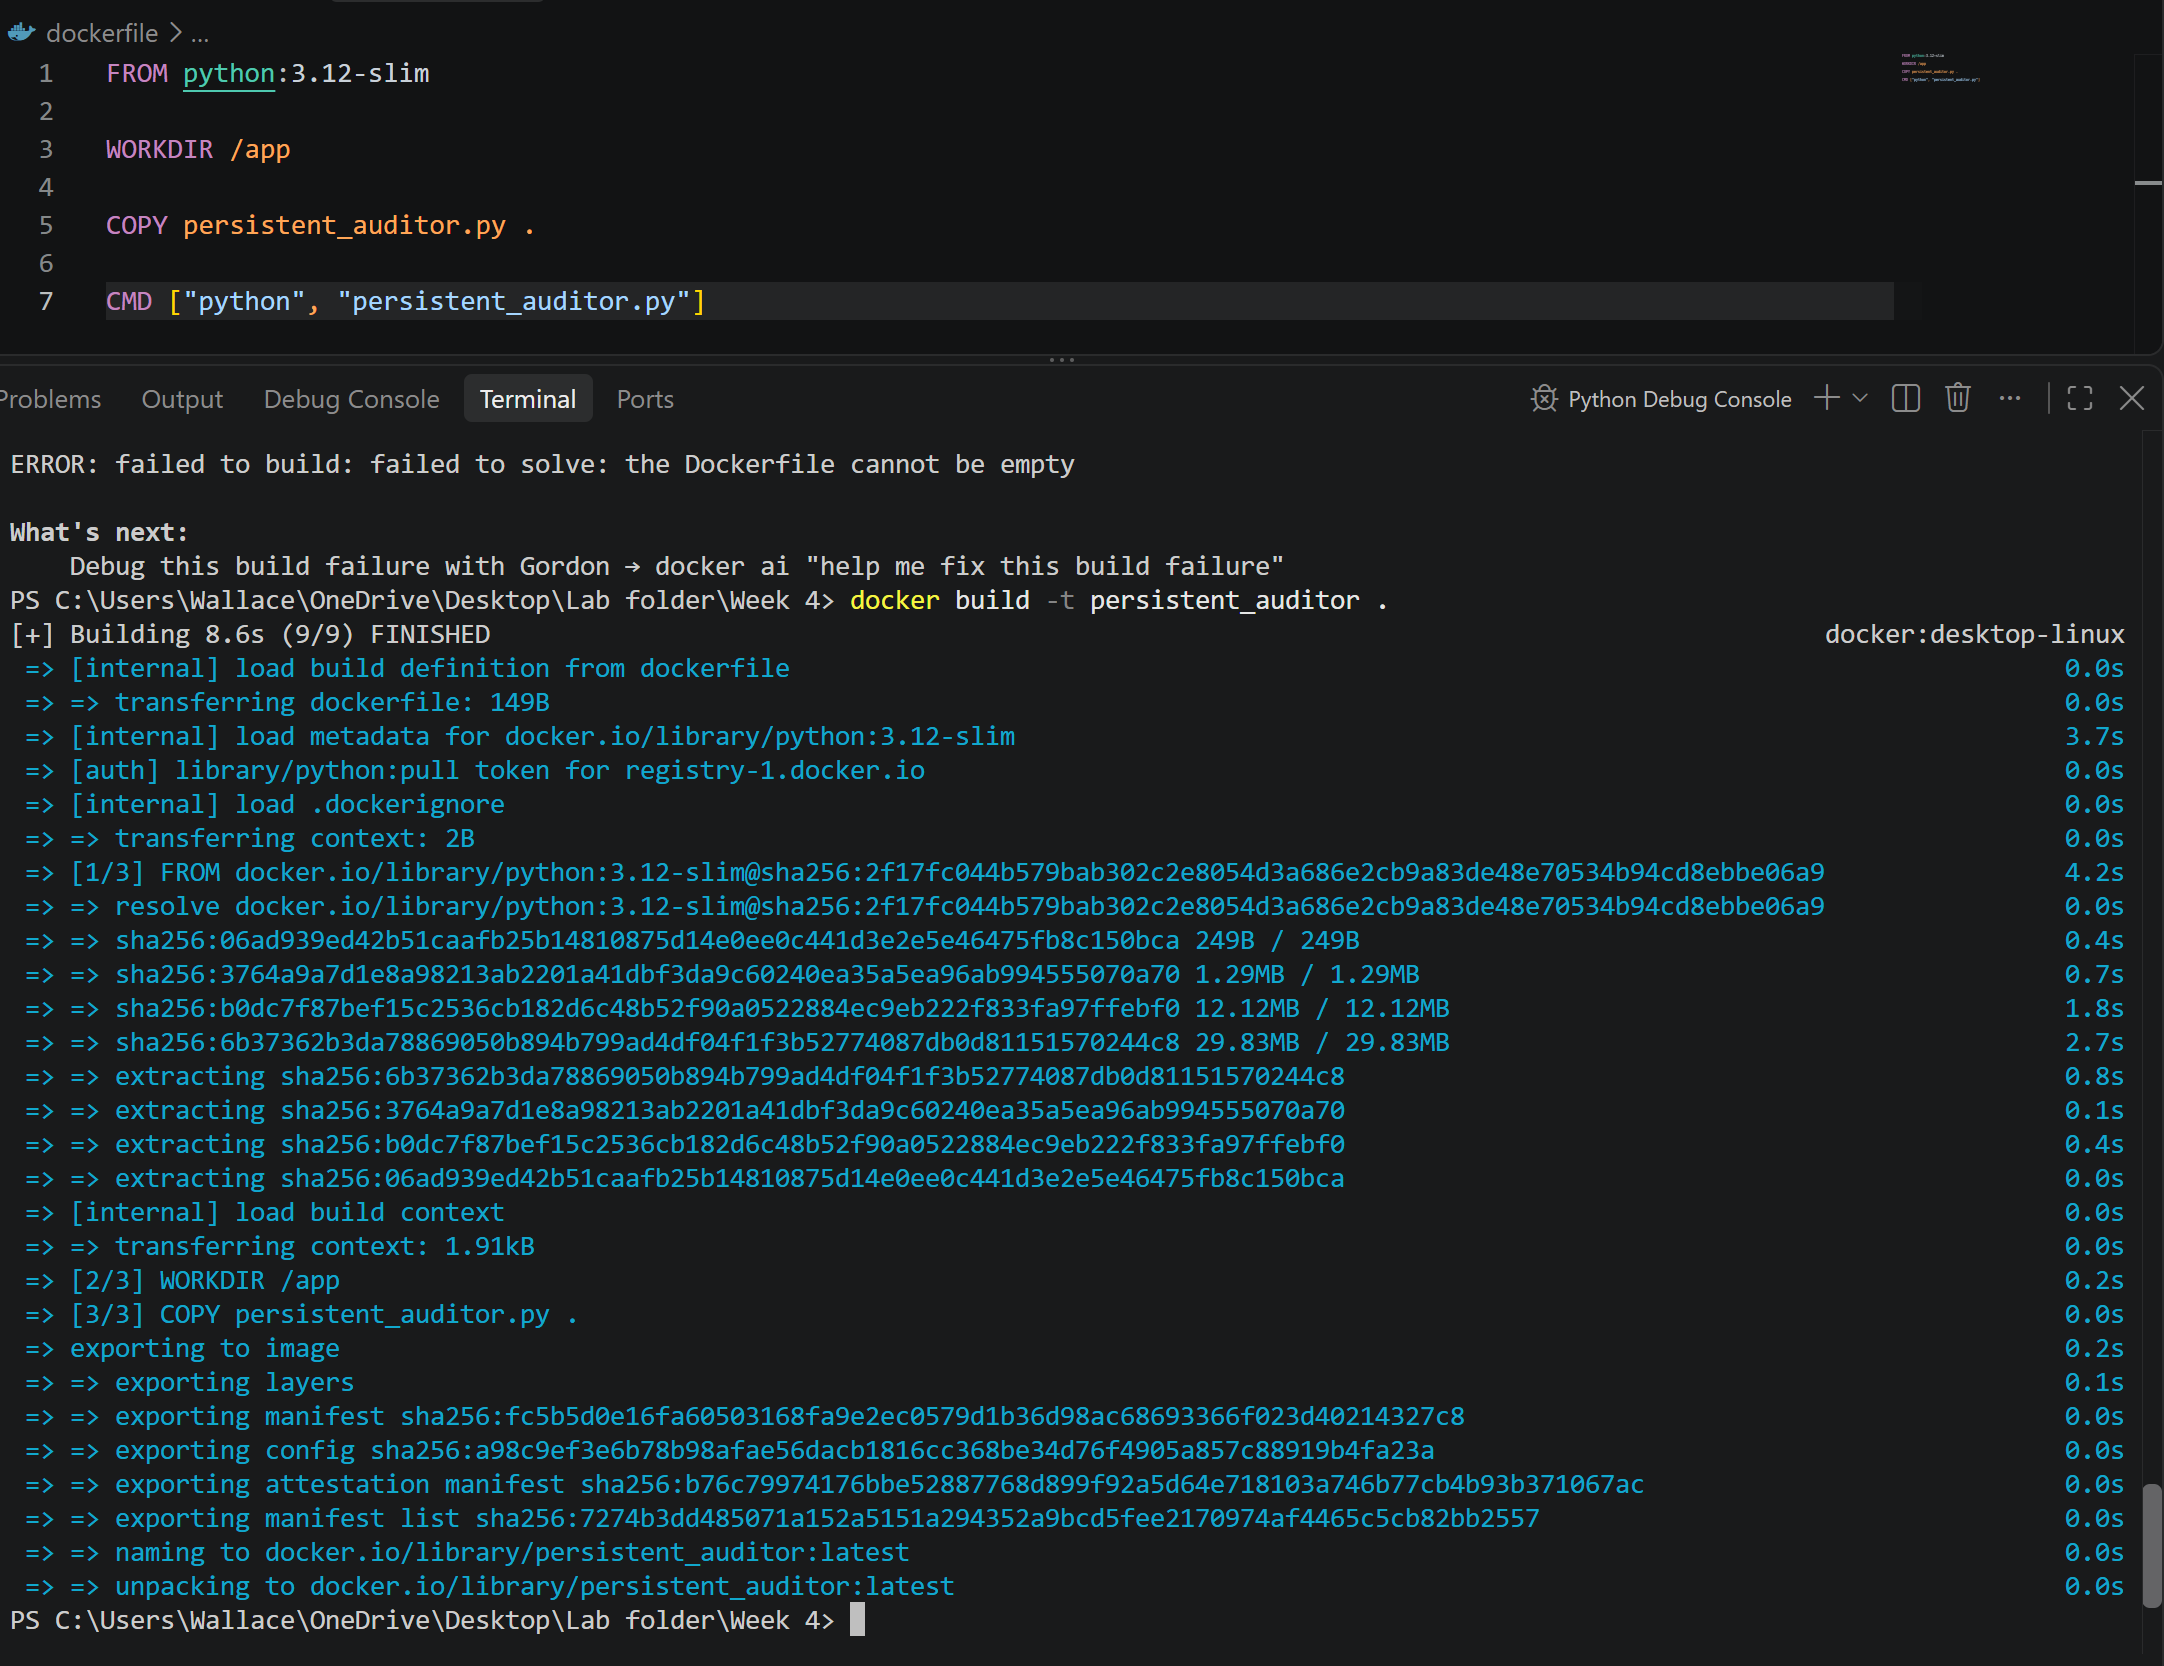 dockerfile > ...
1 FROM python:3.12-slim
2
3 WORKDIR /app
4
5 COPY persistent_auditor.py .
6
7 CMD ["python", "persistent_auditor.py"]
Problems Output Debug Console Terminal Ports Python Debug Console
ERROR: failed to build: failed to solve: the Dockerfile cannot be empty
What's next:
Debug this build failure with Gordon → docker ai "help me fix this build failure"
PS C:\Users\Wallace\OneDrive\Desktop\Lab folder\Week 4> docker build -t persistent_auditor .
[+] Building 8.6s (9/9) FINISHED docker:desktop-linux
=> [internal] load build definition from dockerfile 0.0s
=> => transferring dockerfile: 149B 0.0s
=> [internal] load metadata for docker.io/library/python:3.12-slim 3.7s
=> [auth] library/python:pull token for registry-1.docker.io 0.0s
=> [internal] load .dockerignore 0.0s
=> => transferring context: 2B 0.0s
=> [1/3] FROM docker.io/library/python:3.12-slim@sha256:2f17fc044b579bab302c2e8054d3a686e2cb9a83de48e70534b94cd8ebbe06a9 4.2s
=> => resolve docker.io/library/python:3.12-slim@sha256:2f17fc044b579bab302c2e8054d3a686e2cb9a83de48e70534b94cd8ebbe06a9 0.0s
=> => sha256:06ad939ed42b51caafb25b14810875d14e0ee0c441d3e2e5e46475fb8c150bca 249B / 249B 0.4s
=> => sha256:3764a9a7d1e8a98213ab2201a41dbf3da9c60240ea35a5ea96ab994555070a70 1.29MB / 1.29MB 0.7s
=> => sha256:b0dc7f87bef15c2536cb182d6c48b52f90a0522884ec9eb222f833fa97ffebf0 12.12MB / 12.12MB 1.8s
=> => sha256:6b37362b3da78869050b894b799ad4df04f1f3b52774087db0d81151570244c8 29.83MB / 29.83MB 2.7s
=> => extracting sha256:6b37362b3da78869050b894b799ad4df04f1f3b52774087db0d81151570244c8 0.8s
=> => extracting sha256:3764a9a7d1e8a98213ab2201a41dbf3da9c60240ea35a5ea96ab994555070a70 0.1s
=> => extracting sha256:b0dc7f87bef15c2536cb182d6c48b52f90a0522884ec9eb222f833fa97ffebf0 0.4s
=> => extracting sha256:06ad939ed42b51caafb25b14810875d14e0ee0c441d3e2e5e46475fb8c150bca 0.0s
=> [internal] load build context 0.0s
=> => transferring context: 1.91kB 0.0s
=> [2/3] WORKDIR /app 0.2s
=> [3/3] COPY persistent_auditor.py . 0.0s
=> exporting to image 0.2s
=> => exporting layers 0.1s
=> => exporting manifest sha256:fc5b5d0e16fa60503168fa9e2ec0579d1b36d98ac68693366f023d40214327c8 0.0s
=> => exporting config sha256:a98c9ef3e6b78b98afae56dacb1816cc368be34d76f4905a857c88919b4fa23a 0.0s
=> => exporting attestation manifest sha256:b76c79974176bbe52887768d899f92a5d64e718103a746b77cb4b93b371067ac 0.0s
=> => exporting manifest list sha256:7274b3dd485071a152a5151a294352a9bcd5fee2170974af4465c5cb82bb2557 0.0s
=> => naming to docker.io/library/persistent_auditor:latest 0.0s
=> => unpacking to docker.io/library/persistent_auditor:latest 0.0s
PS C:\Users\Wallace\OneDrive\Desktop\Lab folder\Week 4>